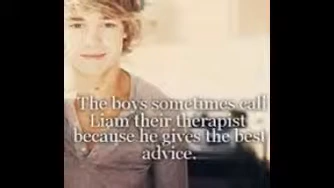 The boys sometimes call
Liam their therapist
because he gives the best
advice.